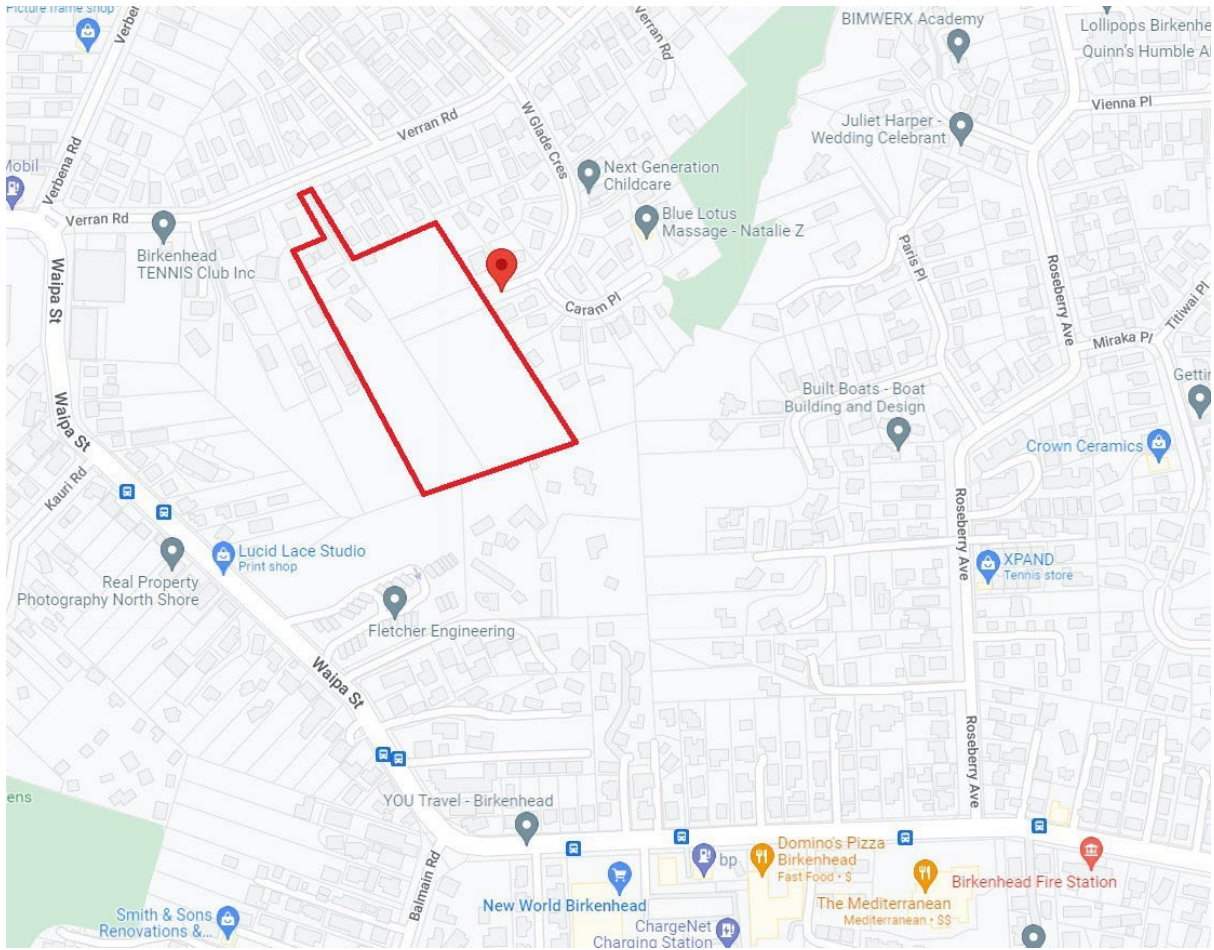 Picture frame shop
Verbe
Verran Rd
BIMWERX Academy
Lollipops Birkenhe
Quinn's Humble Al
Vienna Pl
Juliet Harper -
Wedding Celebrant
W Glade Cres
Verran Rd
Next Generation
Childcare
Mobil
Verbena Rd
Verran Rd
Birkenhead
TENNIS Club Inc
Blue Lotus
Massage - Natalie Z
Paris Pl
Roseberry Ave
Titiwai Pl
Miraka Pl
Caram Pl
Waipa St
Waipa St
Kauri Rd
Built Boats - Boat
Building and Design
Gettin
Crown Ceramics
Roseberry Ave
Lucid Lace Studio
Print shop
XPAND
Tennis store
Real Property
Photography North Shore
Fletcher Engineering
Waipa St
Roseberry Ave
ens
YOU Travel - Birkenhead
Balmain Rd
bp
Domino's Pizza
Birkenhead
Fast Food · $
Birkenhead Fire Station
New World Birkenhead
The Mediterranean
Mediterranean · $$
Smith & Sons
Renovations &...
ChargeNet
Charging Station